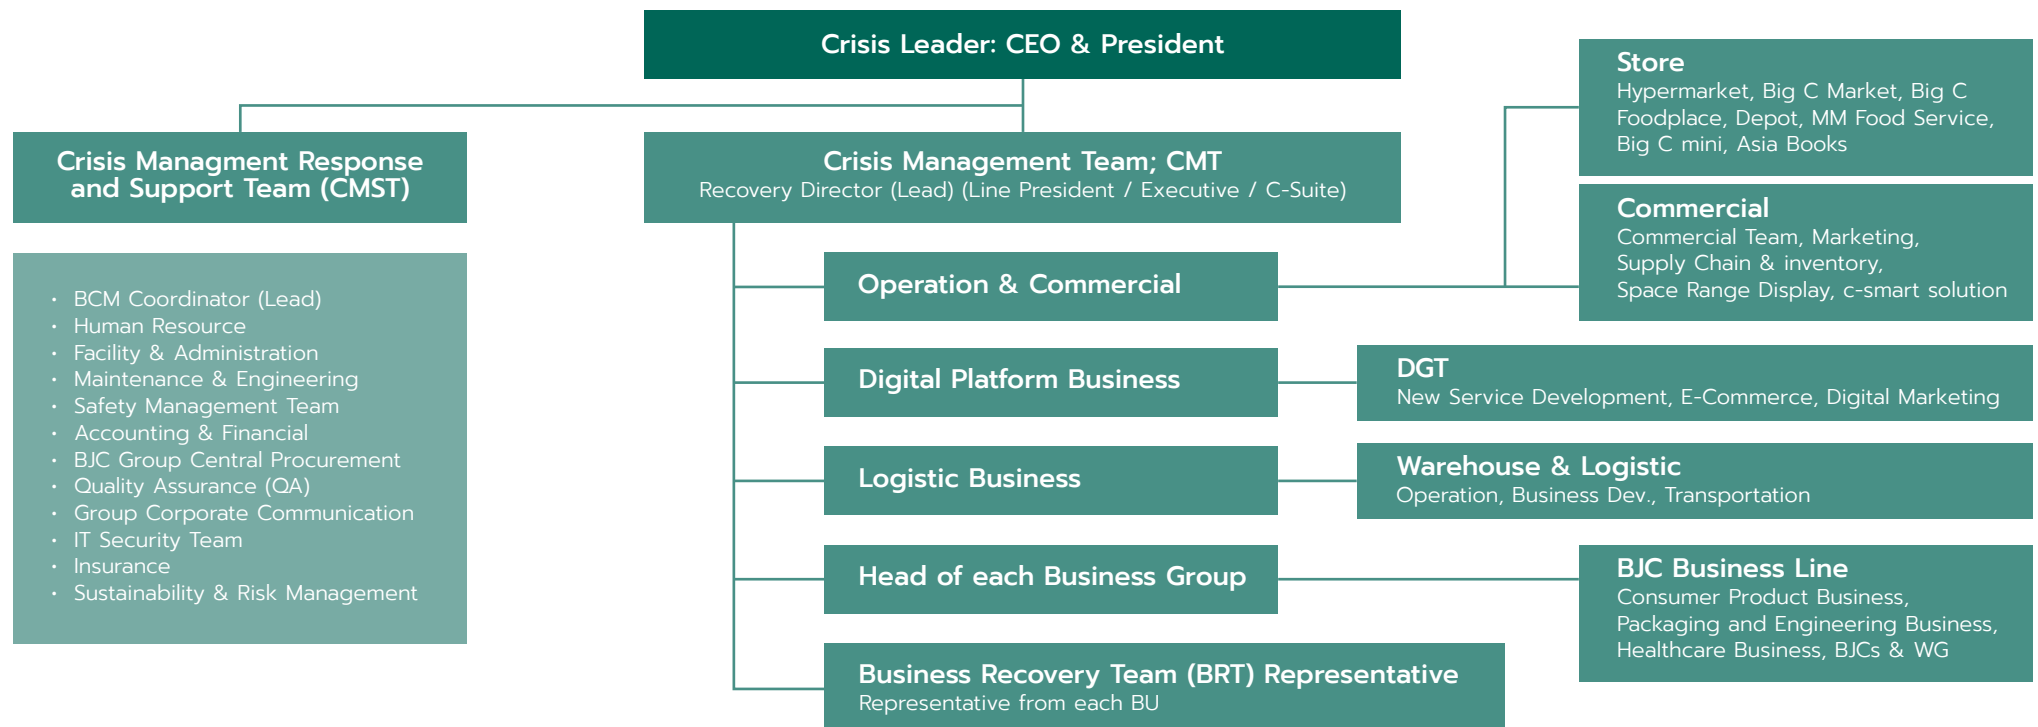 Crisis Leader: CEO & President
Crisis Managment Response
and Support Team (CMST)
• BCM Coordinator (Lead)
• Human Resource
• Facility & Administration
• Maintenance & Engineering
• Safety Management Team
• Accounting & Financial
• BJC Group Central Procurement
• Quality Assurance (QA)
• Group Corporate Communication
• IT Security Team
• Insurance
• Sustainability & Risk Management
Crisis Management Team; CMT
Recovery Director (Lead) (Line President / Executive / C-Suite)
Operation & Commercial
Store
Hypermarket, Big C Market, Big C
Foodplace, Depot, MM Food Service,
Big C mini, Asia Books
Commercial
Commercial Team, Marketing,
Supply Chain & inventory,
Space Range Display, c-smart solution
Digital Platform Business
DGT
New Service Development, E-Commerce, Digital Marketing
Logistic Business
Warehouse & Logistic
Operation, Business Dev., Transportation
Head of each Business Group
BJC Business Line
Consumer Product Business,
Packaging and Engineering Business,
Healthcare Business, BJCs & WG
Business Recovery Team (BRT) Representative
Representative from each BU